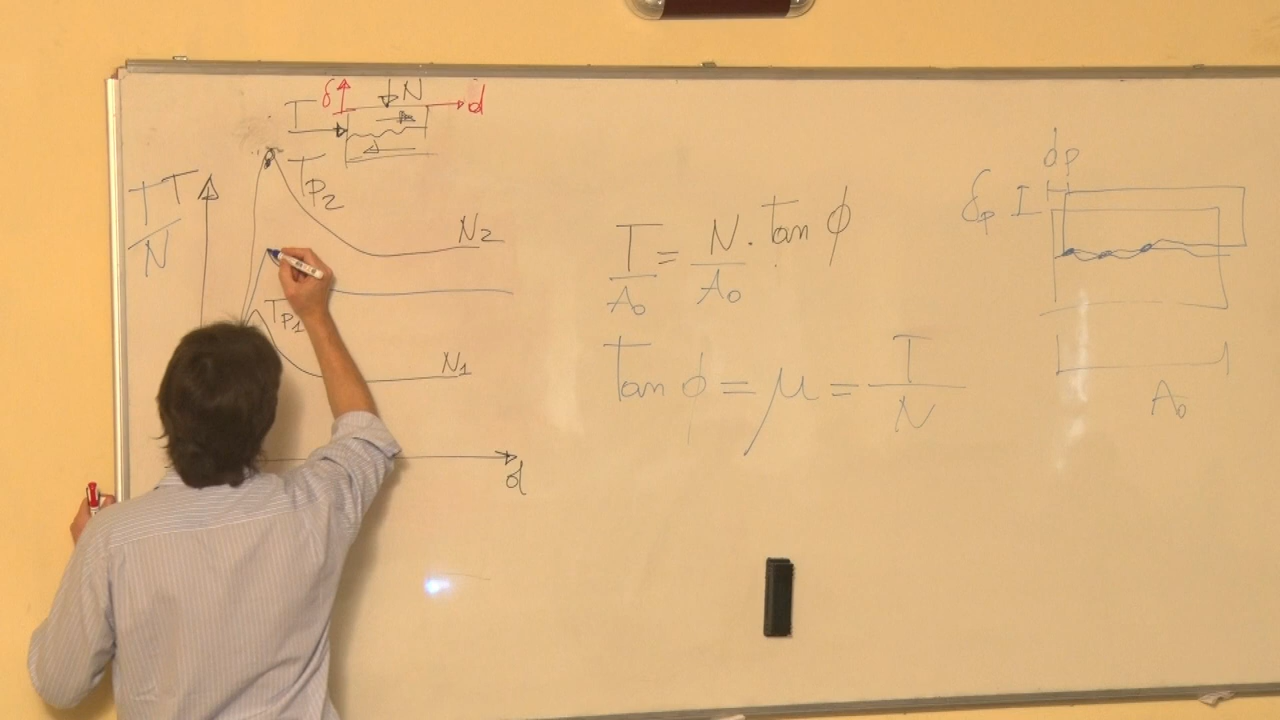 δ N d
T
T
T/N
Tp2
N2
Tp1
N1
d
T/A₀ = N/A₀ · tan ϕ
tan ϕ = μ = T/N
dp
δp
A₀